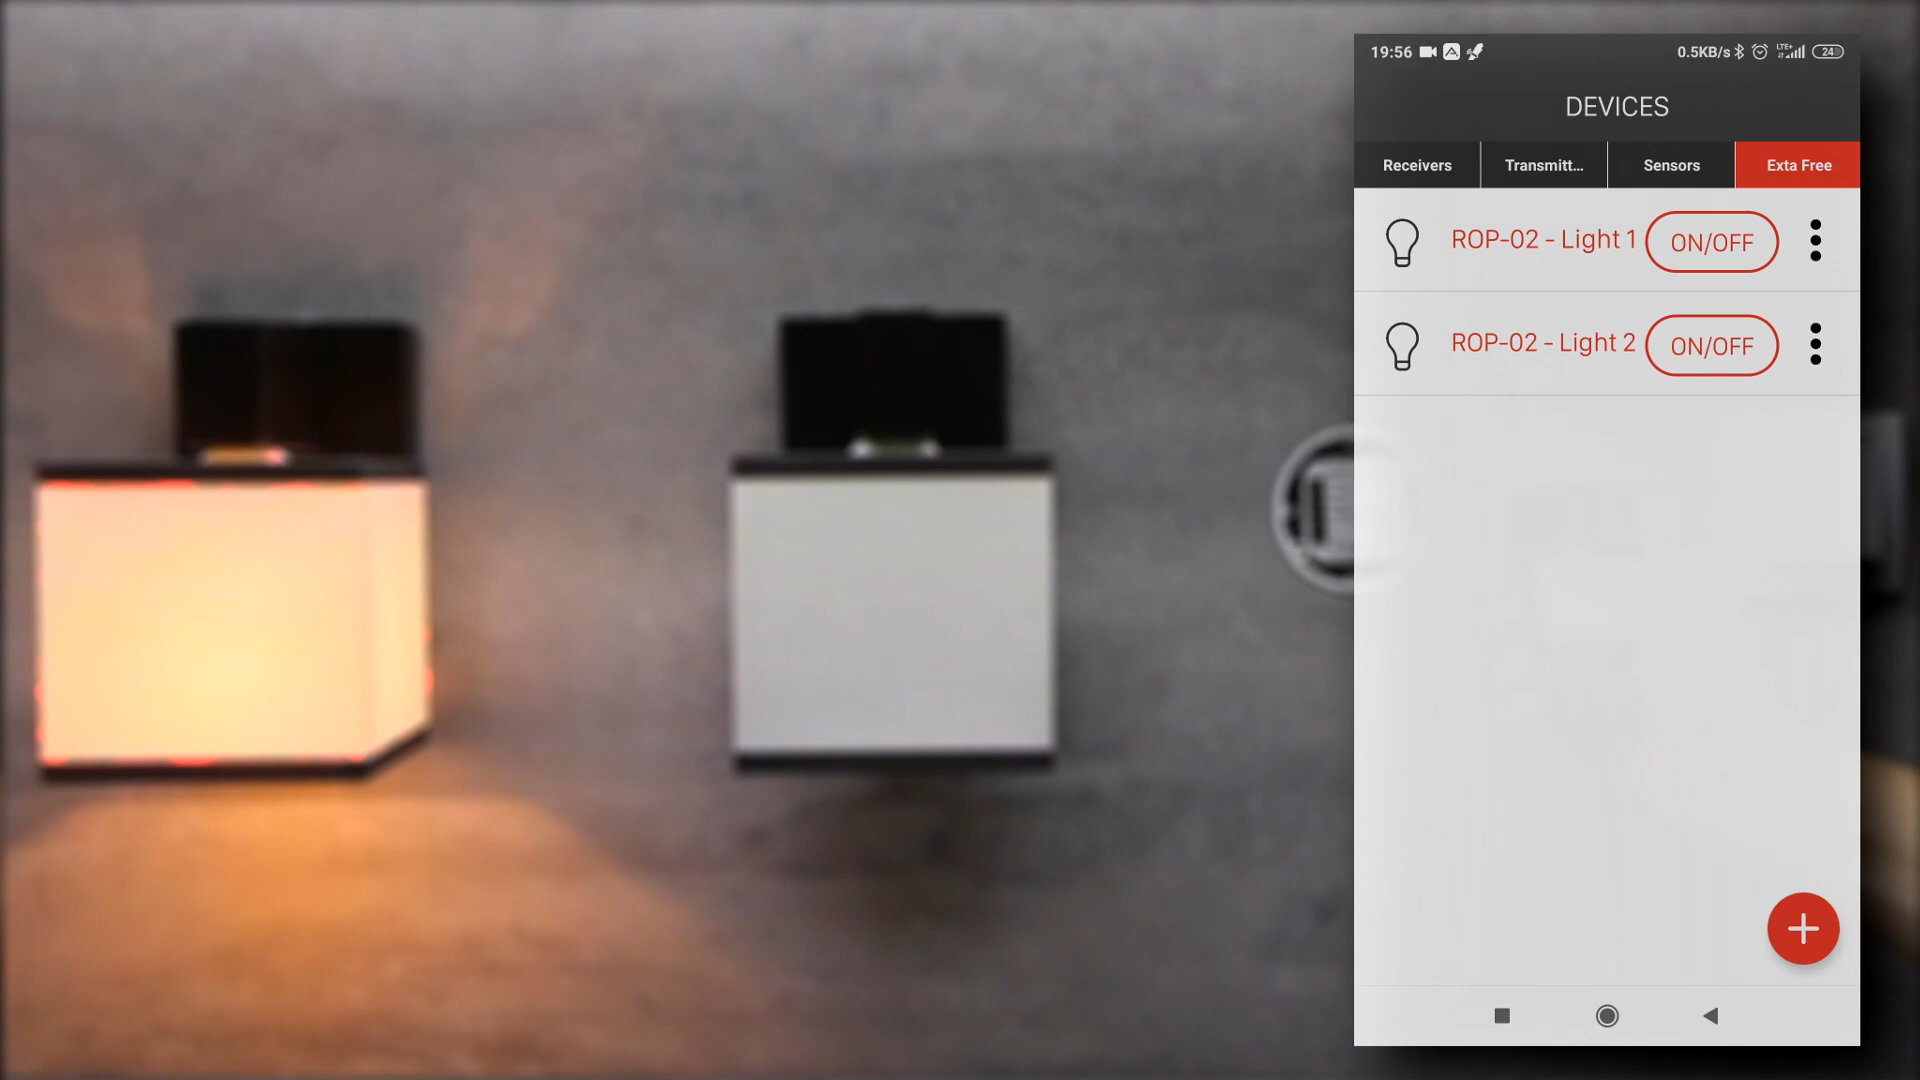 19:56 0.5KB/s LTE+ 24
DEVICES
Receivers Transmitt... Sensors Exta Free
ROP-02 - Light 1 ON/OFF
ROP-02 - Light 2 ON/OFF